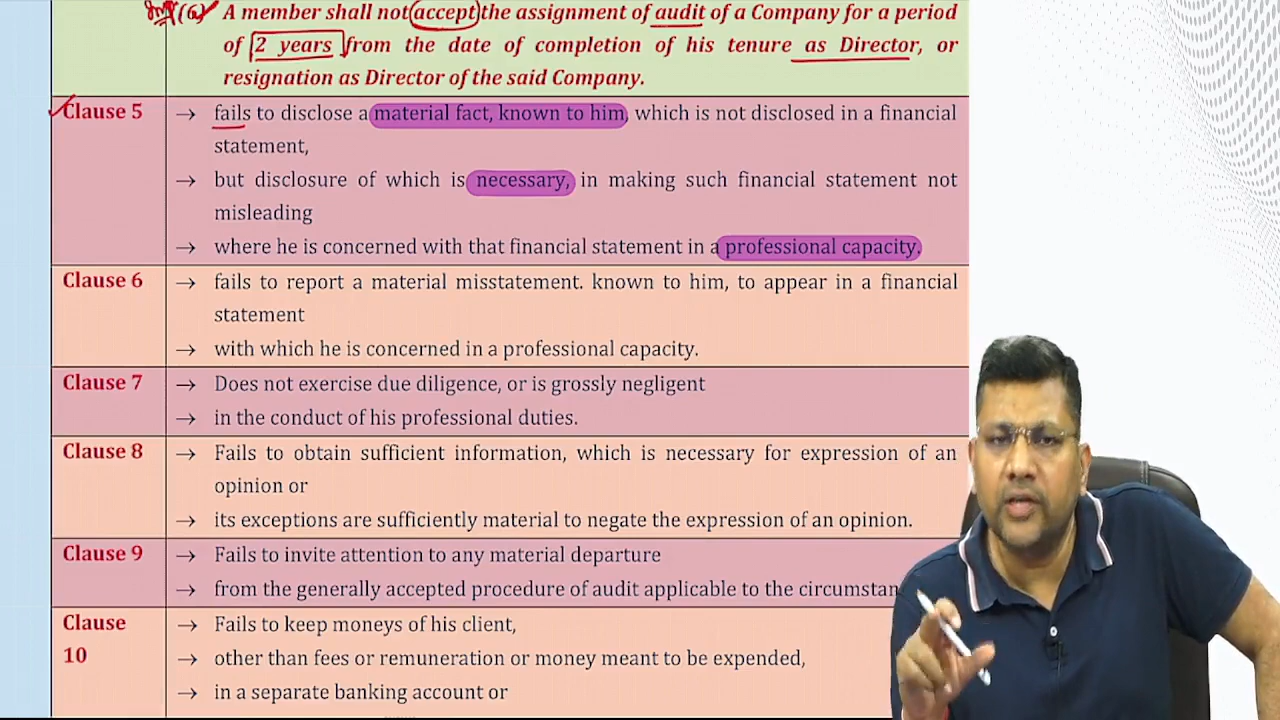 Imp (a) A member shall not accept the assignment of audit of a Company for a period
of 2 years from the date of completion of his tenure as Director, or
resignation as Director of the said Company.
Clause 5 → fails to disclose a material fact, known to him, which is not disclosed in a financial
statement,
→ but disclosure of which is necessary, in making such financial statement not
misleading
→ where he is concerned with that financial statement in a professional capacity.
Clause 6 → fails to report a material misstatement. known to him, to appear in a financial
statement
→ with which he is concerned in a professional capacity.
Clause 7 → Does not exercise due diligence, or is grossly negligent
→ in the conduct of his professional duties.
Clause 8 → Fails to obtain sufficient information, which is necessary for expression of an
opinion or
→ its exceptions are sufficiently material to negate the expression of an opinion.
Clause 9 → Fails to invite attention to any material departure
→ from the generally accepted procedure of audit applicable to the
Clause → Fails to keep moneys of his client,
10 → other than fees or remuneration or money meant to be expended,
→ in a separate banking account or